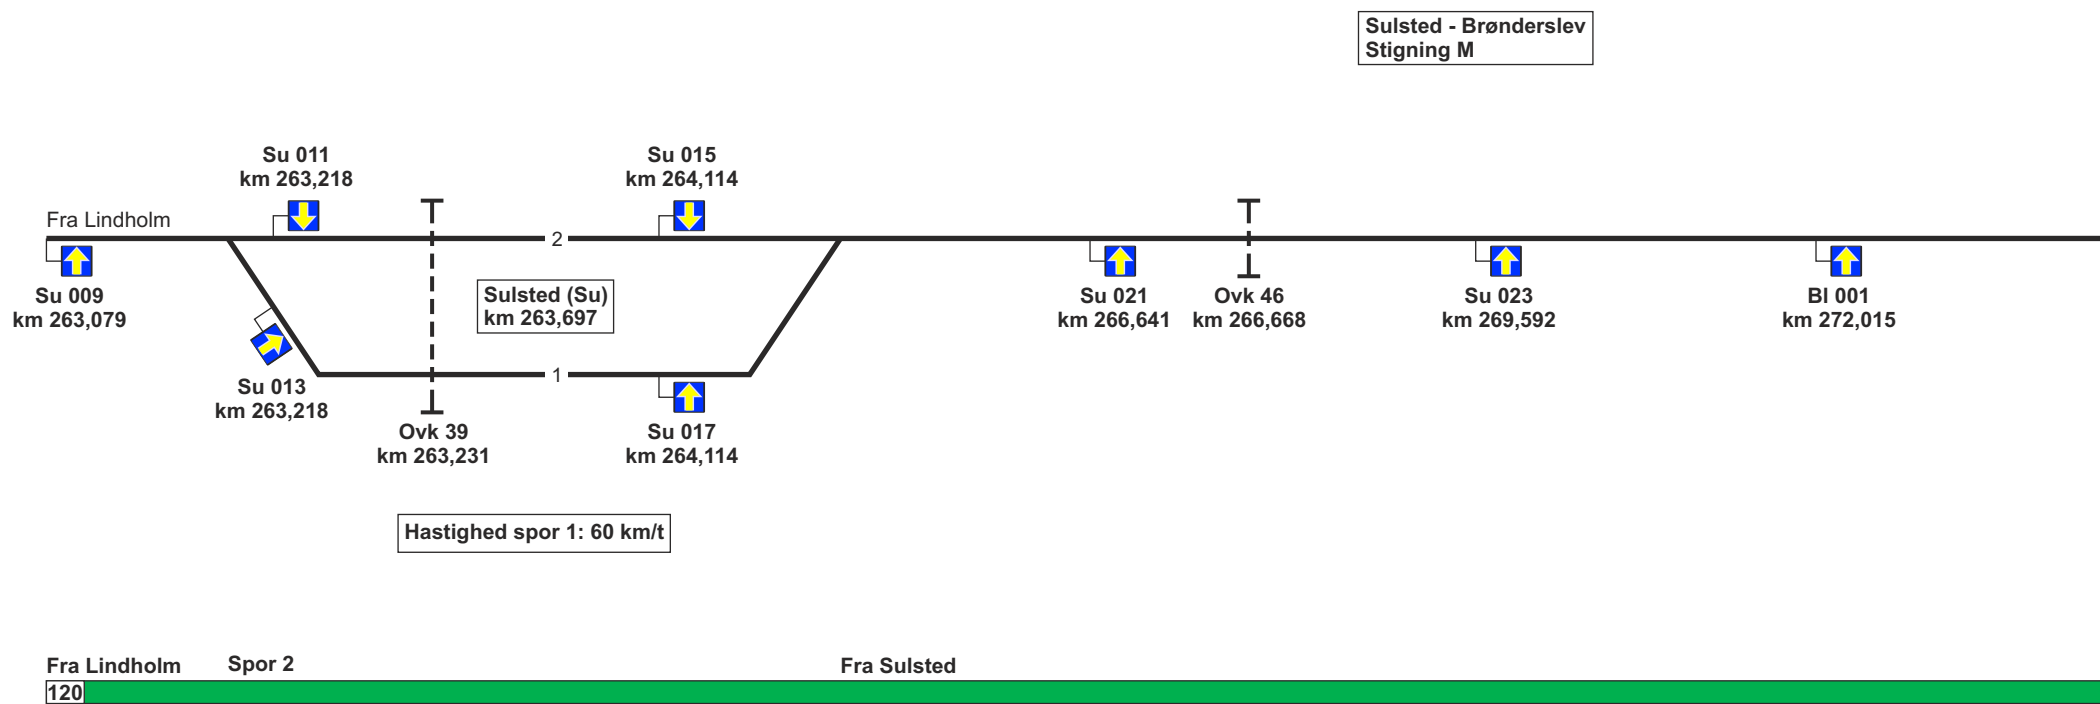 Sulsted - Brønderslev
Stigning M
Su 011
km 263,218
Su 015
km 264,114
Fra Lindholm
2
Su 009
km 263,079
Sulsted (Su)
km 263,697
Su 021
km 266,641
Ovk 46
km 266,668
Su 023
km 269,592
Bl 001
km 272,015
1
Su 013
km 263,218
Ovk 39
km 263,231
Su 017
km 264,114
Hastighed spor 1: 60 km/t
Fra Lindholm
Spor 2
Fra Sulsted
120